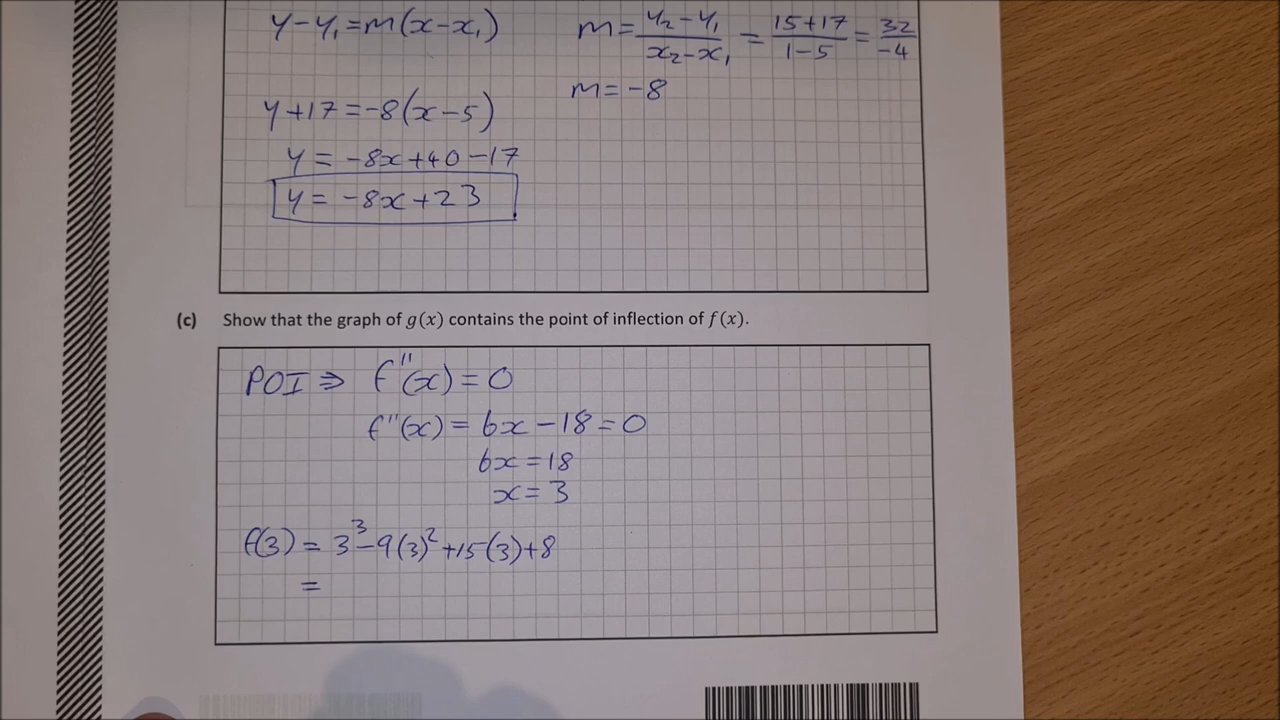 y-y₁=m(x-x₁)
m=y₂-y₁/x₂-x₁ = 15+17/1-5 = 32/-4
m=-8
y+17=-8(x-5)
y = -8x+40-17
y = -8x+23
(c) Show that the graph of g(x) contains the point of inflection of f(x).
POI ⇒ f''(x)=0
f''(x) = 6x-18=0
6x=18
x=3
f(3) = 3³-9(3)²+15(3)+8
=